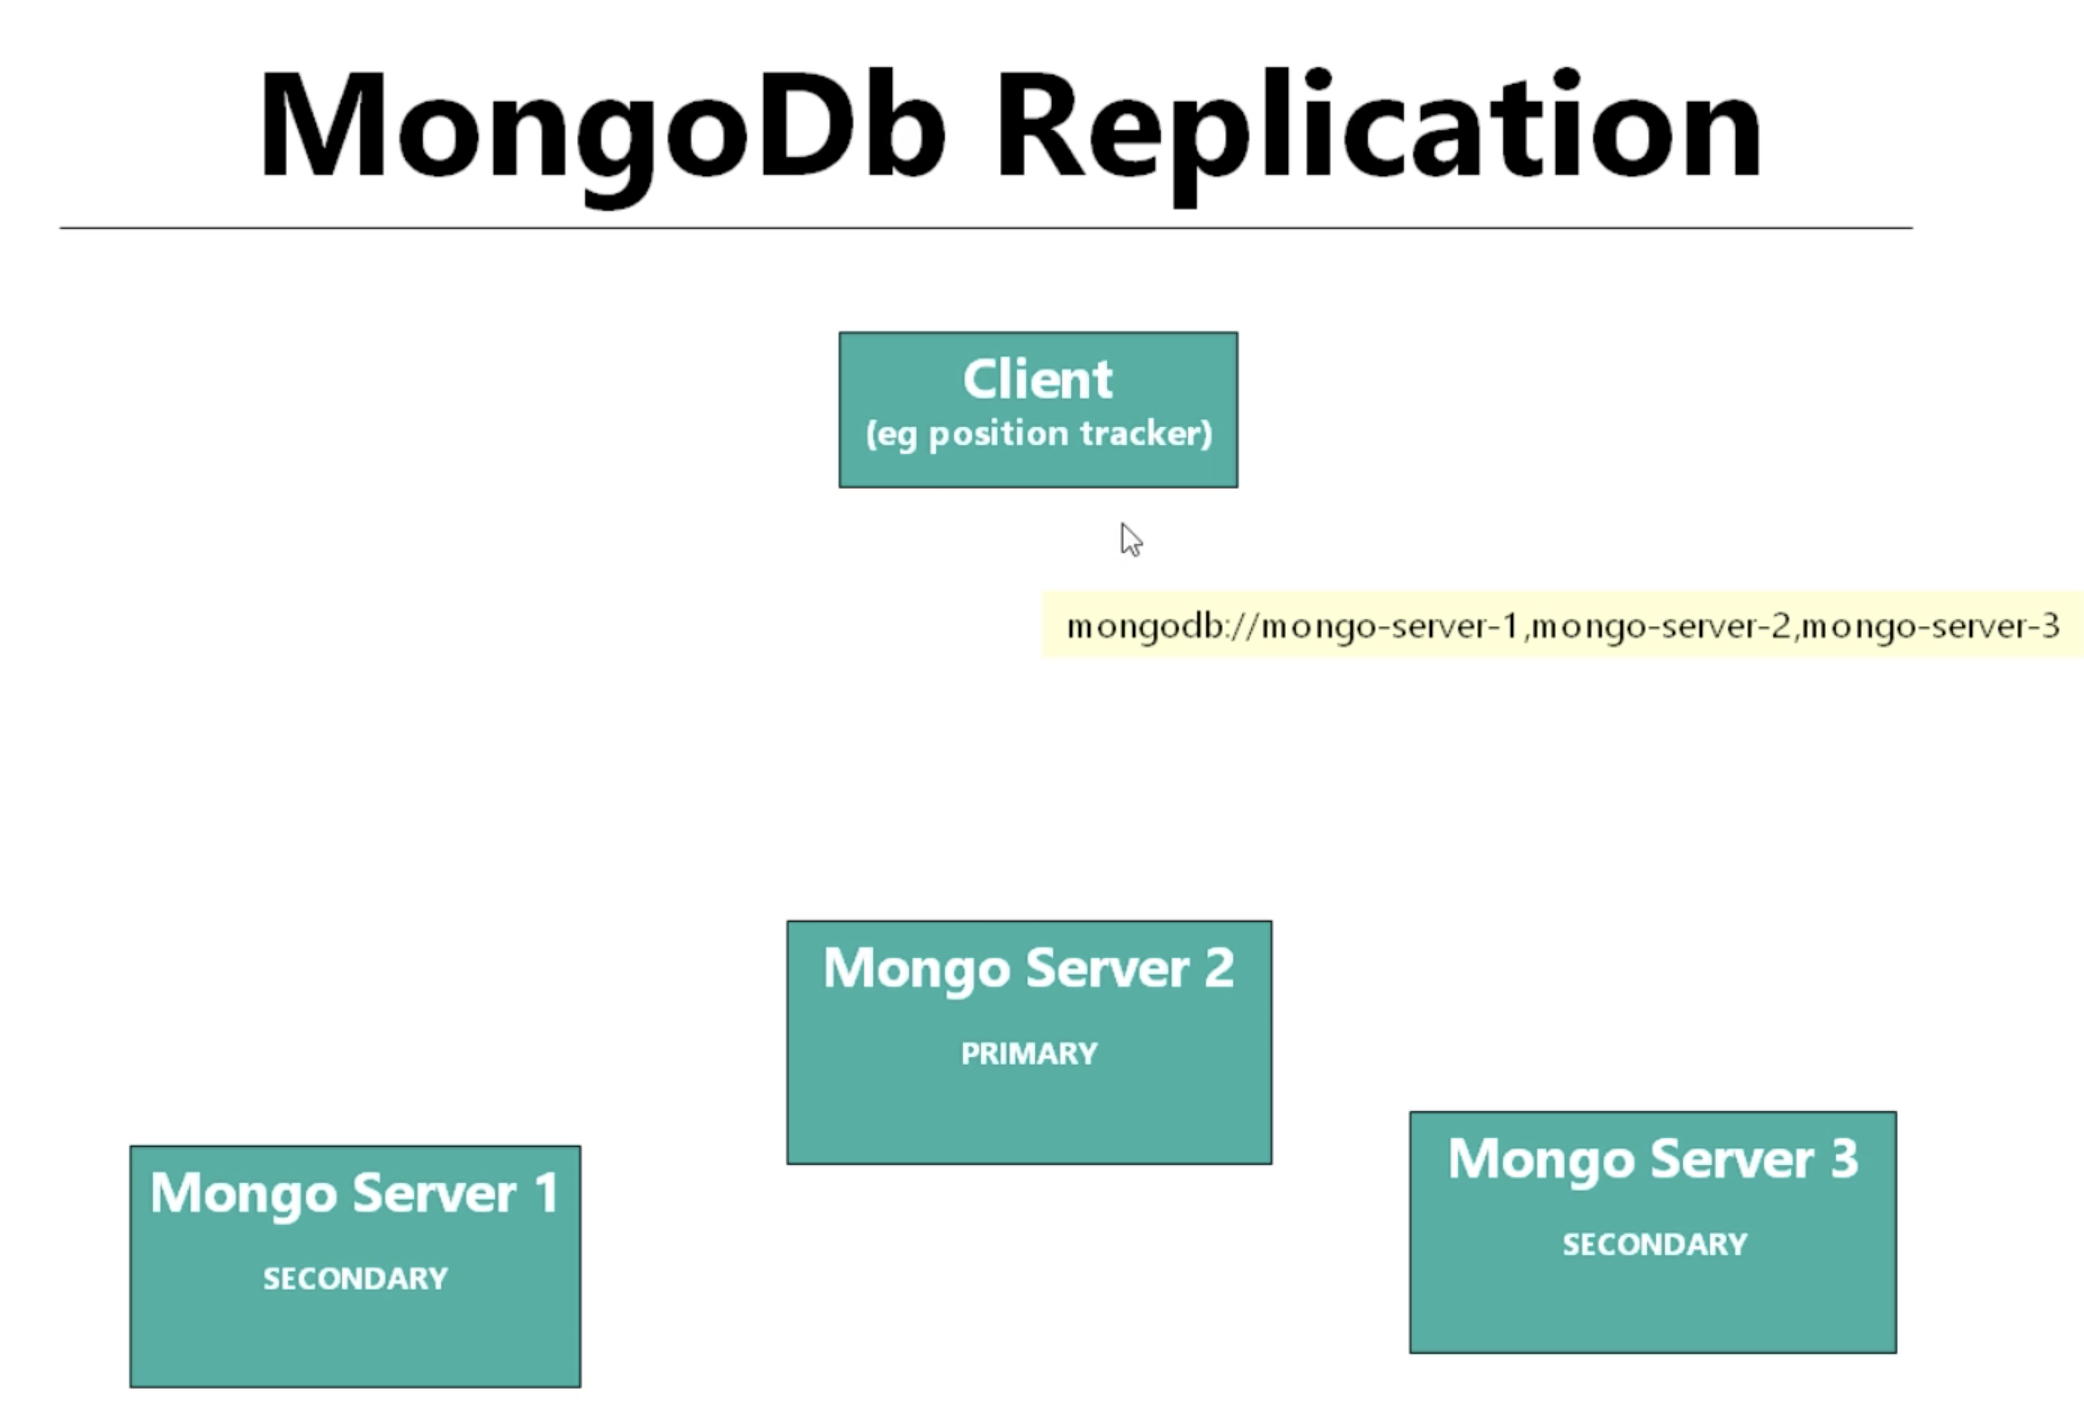 MongoDb Replication
Client
(eg position tracker)
mongodb://mongo-server-1,mongo-server-2,mongo-server-3
Mongo Server 2
PRIMARY
Mongo Server 1
SECONDARY
Mongo Server 3
SECONDARY